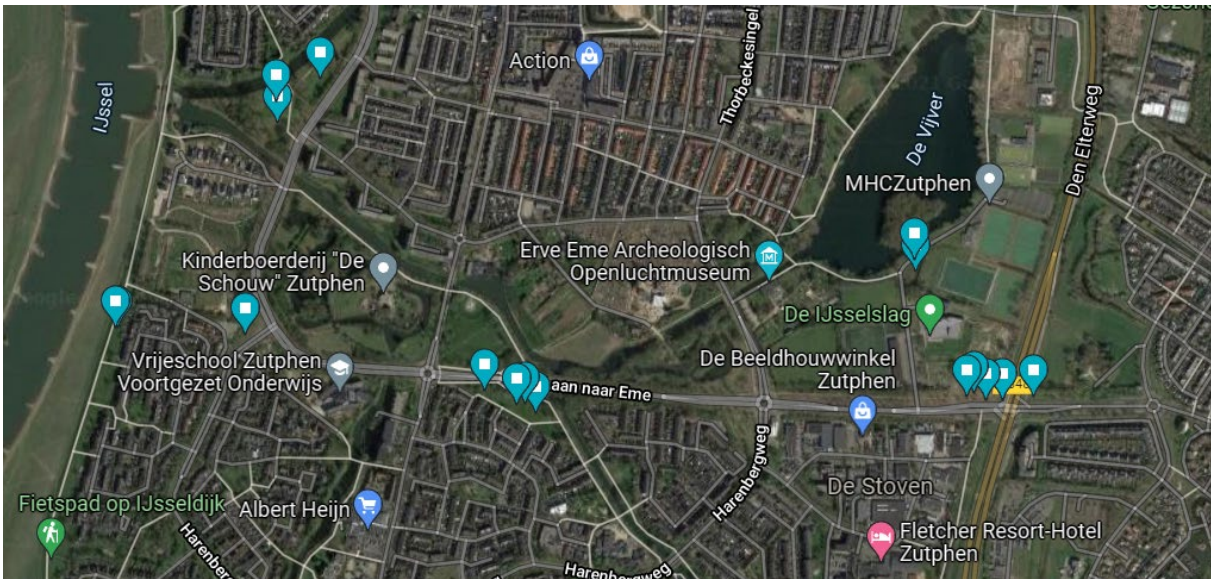 Action
Thorbeckesingel
IJssel
De Vijver
Den Elterweg
MHCZutphen
Kinderboerderij "De
Schouw" Zutphen
Erve Eme Archeologisch
Openluchtmuseum
De IJsselslag
Vrijeschool Zutphen
Voortgezet Onderwijs
De Beeldhouwwinkel
Zutphen
aan naar Eme
Harenbergweg
De Stoven
Fietspad op IJsseldijk
Albert Heijn
Fletcher Resort-Hotel
Zutphen
Harenbergweg